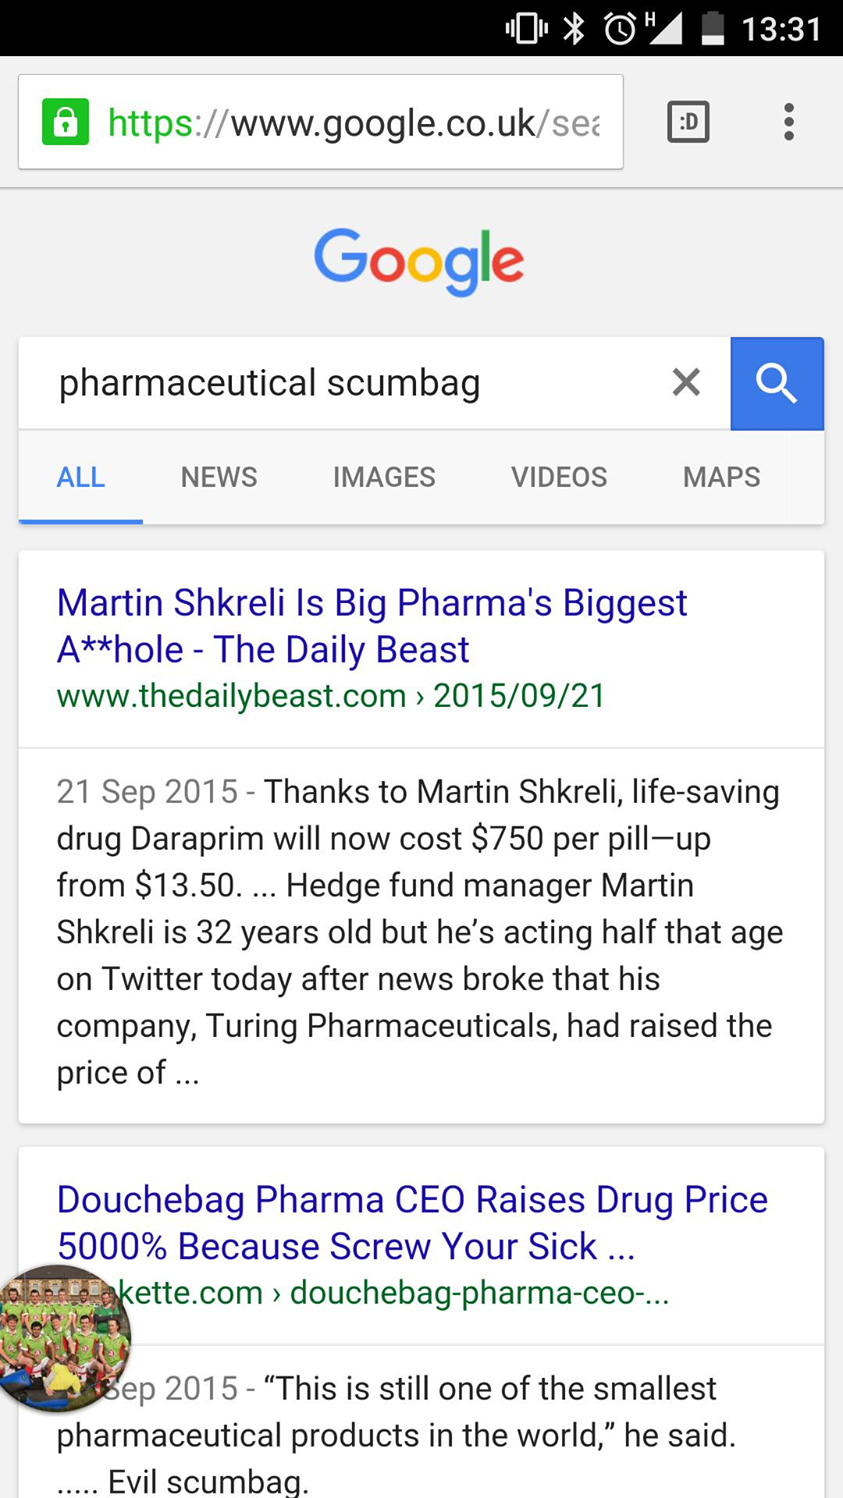 H
13:31
https://www.google.co.uk/sea
:D
Google
pharmaceutical scumbag
ALL NEWS IMAGES VIDEOS MAPS
Martin Shkreli Is Big Pharma's Biggest
A**hole - The Daily Beast
www.thedailybeast.com › 2015/09/21
21 Sep 2015 - Thanks to Martin Shkreli, life-saving
drug Daraprim will now cost $750 per pill—up
from $13.50. ... Hedge fund manager Martin
Shkreli is 32 years old but he’s acting half that age
on Twitter today after news broke that his
company, Turing Pharmaceuticals, had raised the
price of ...
Douchebag Pharma CEO Raises Drug Price
5000% Because Screw Your Sick ...
kette.com › douchebag-pharma-ceo-...
Sep 2015 - “This is still one of the smallest
pharmaceutical products in the world,” he said.
..... Evil scumbag.